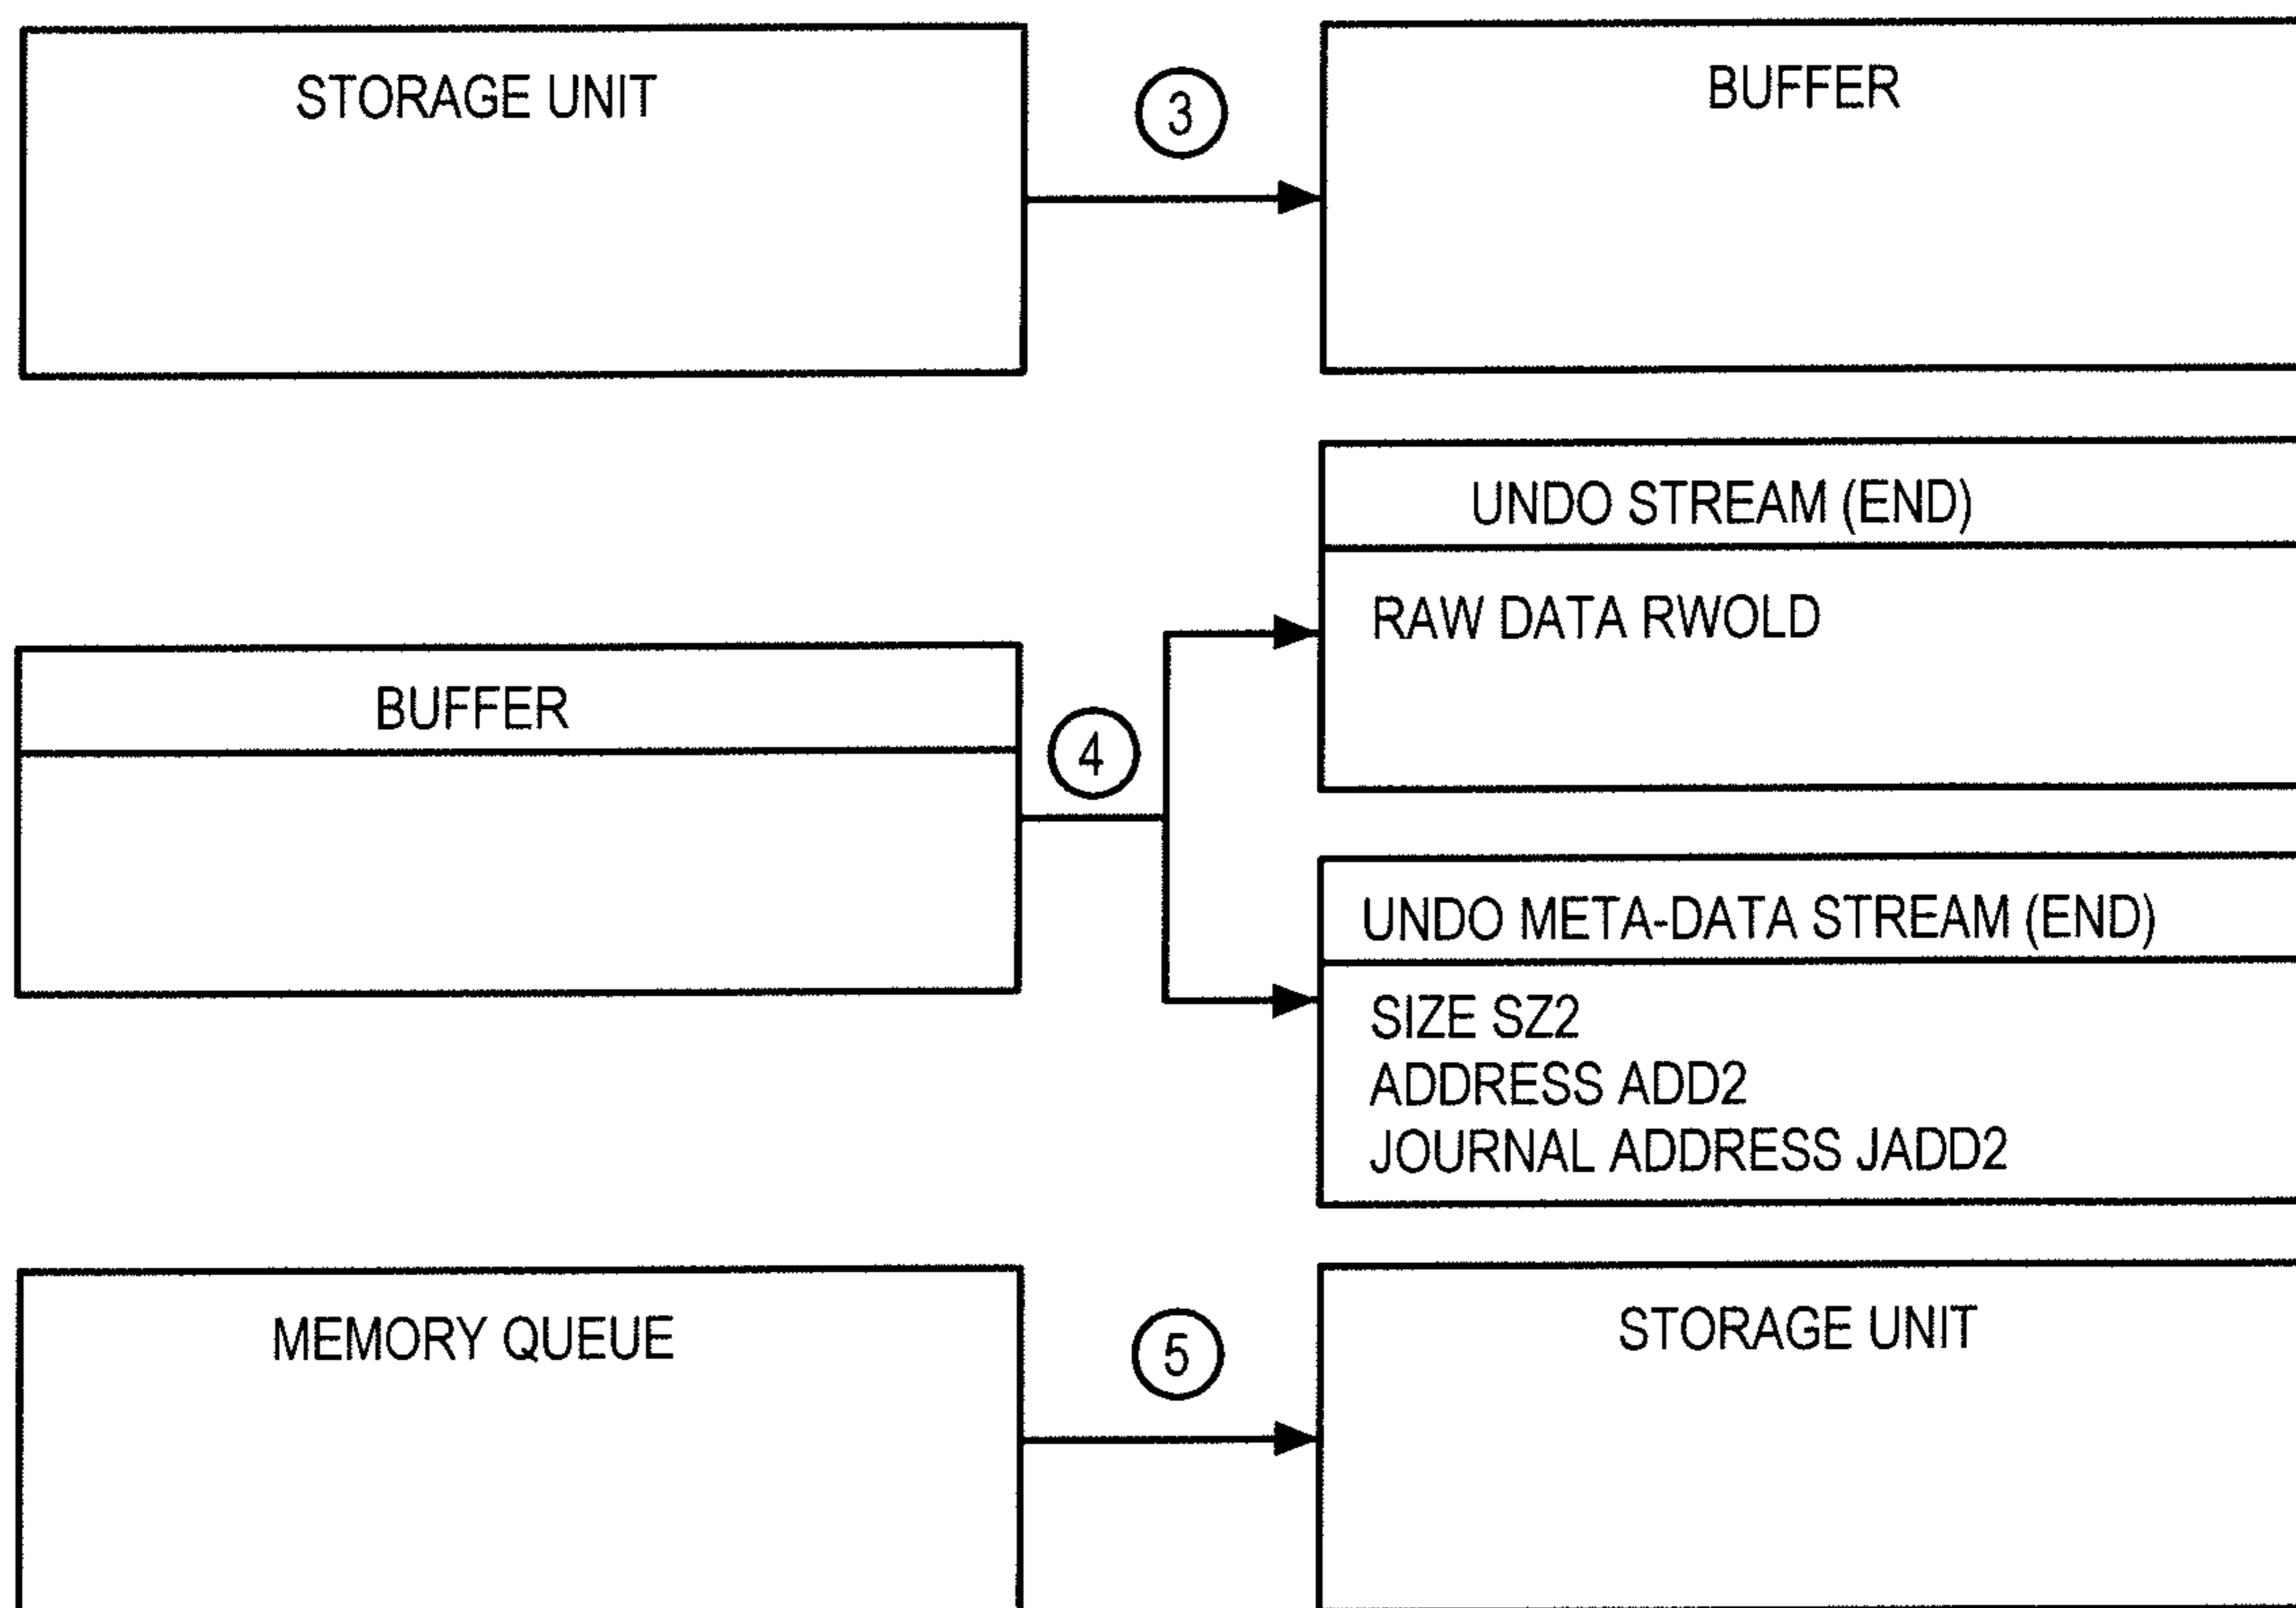 STORAGE UNIT
3
BUFFER
UNDO STREAM (END)
RAW DATA RWOLD
BUFFER
4
UNDO META-DATA STREAM (END)
SIZE SZ2
ADDRESS ADD2
JOURNAL ADDRESS JADD2
MEMORY QUEUE
5
STORAGE UNIT